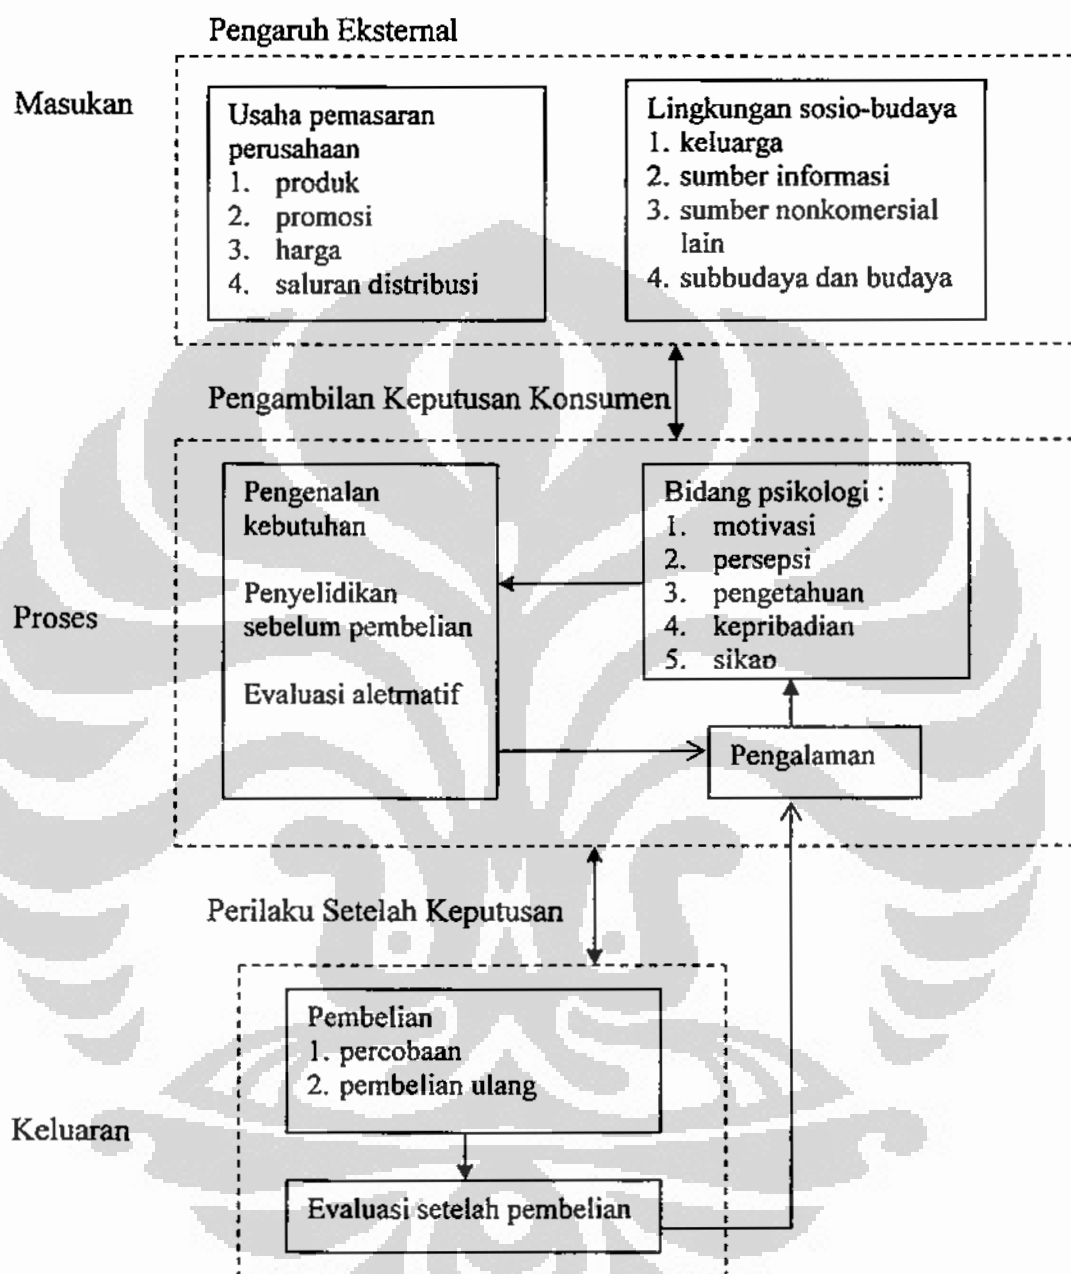 Pengaruh Eksternal
Masukan
Usaha pemasaran
perusahaan
1. produk
2. promosi
3. harga
4. saluran distribusi
Lingkungan sosio-budaya
1. keluarga
2. sumber informasi
3. sumber nonkomersial
lain
4. subbudaya dan budaya
Pengambilan Keputusan Konsumen
Proses
Pengenalan
kebutuhan
Penyelidikan
sebelum pembelian
Evaluasi aletrnatif
Bidang psikologi :
1. motivasi
2. persepsi
3. pengetahuan
4. kepribadian
5. sikap
Pengalaman
Perilaku Setelah Keputusan
Keluaran
Pembelian
1. percobaan
2. pembelian ulang
Evaluasi setelah pembelian